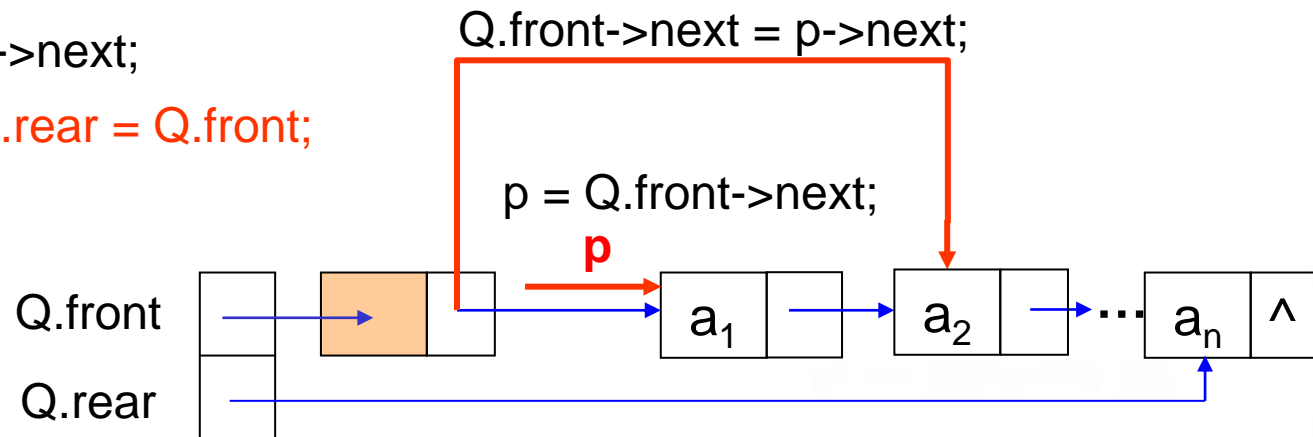 Q.front->next = p->next;
->next;
.rear = Q.front;
p = Q.front->next;
p
Q.front
a₁
a₂
...
aₙ ^
Q.rear